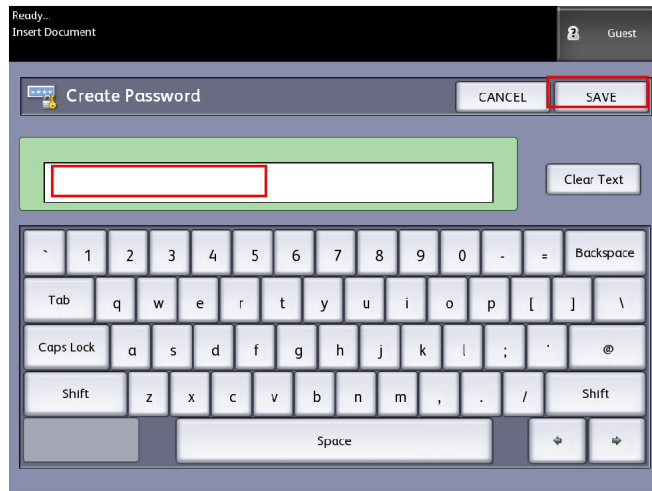 Ready...
Insert Document
? Guest
**** Create Password CANCEL SAVE
Clear Text
` 1 2 3 4 5 6 7 8 9 0 - = Backspace
Tab q w e r t y u i o p [ ] \
Caps Lock a s d f g h j k l ; ' @
Shift z x c v b n m , . / Shift
Space